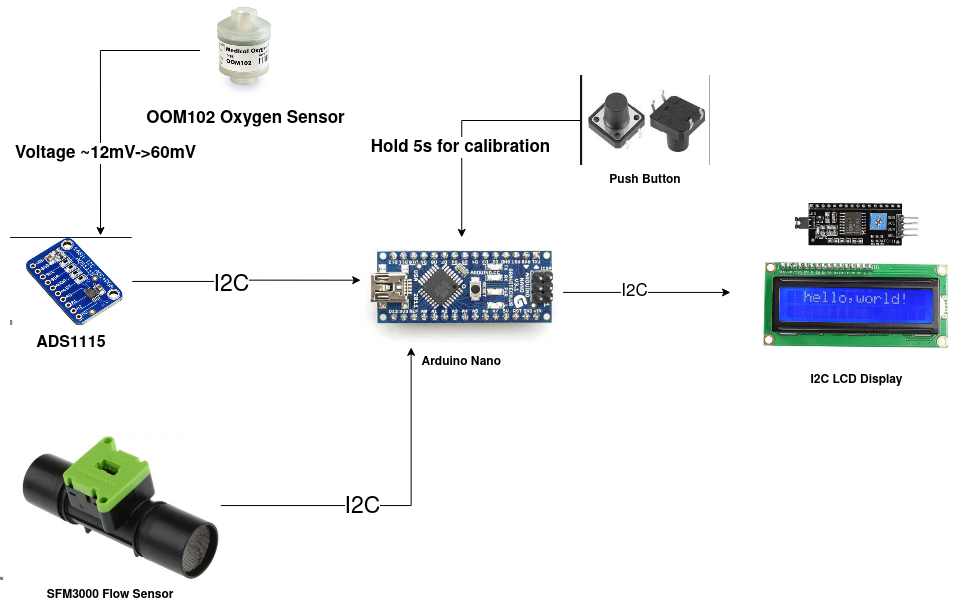 Medical Oxy
OOM102
OOM102 Oxygen Sensor
Voltage ~12mV->60mV
Hold 5s for calibration
Push Button
I2C
I2C
hello,world!
ADS1115
Arduino Nano
I2C LCD Display
I2C
SFM3000 Flow Sensor